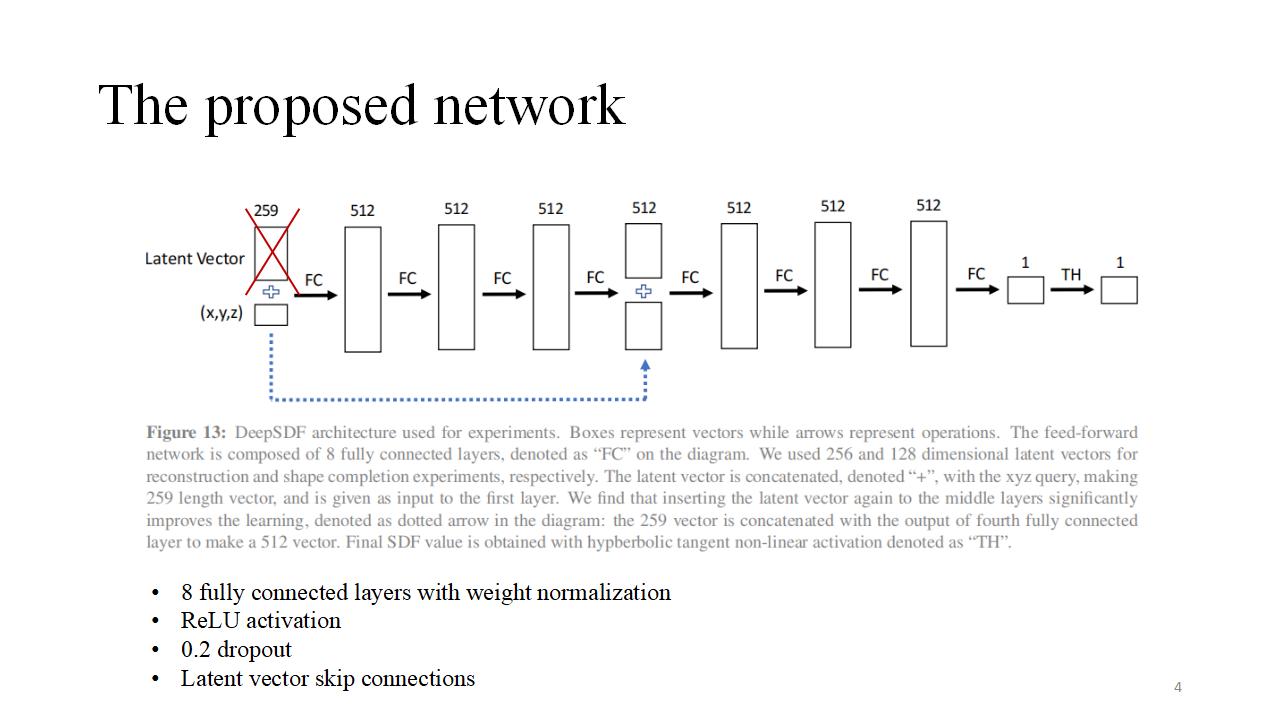 The proposed network
259 512 512 512 512 512 512 512
Latent Vector
FC FC FC FC FC FC FC FC 1 TH 1
(x,y,z)
Figure 13: DeepSDF architecture used for experiments. Boxes represent vectors while arrows represent operations. The feed-forward
network is composed of 8 fully connected layers, denoted as “FC” on the diagram. We used 256 and 128 dimensional latent vectors for
reconstruction and shape completion experiments, respectively. The latent vector is concatenated, denoted “+”, with the xyz query, making
259 length vector, and is given as input to the first layer. We find that inserting the latent vector again to the middle layers significantly
improves the learning, denoted as dotted arrow in the diagram: the 259 vector is concatenated with the output of fourth fully connected
layer to make a 512 vector. Final SDF value is obtained with hypberbolic tangent non-linear activation denoted as “TH”.
• 8 fully connected layers with weight normalization
• ReLU activation
• 0.2 dropout
• Latent vector skip connections
4